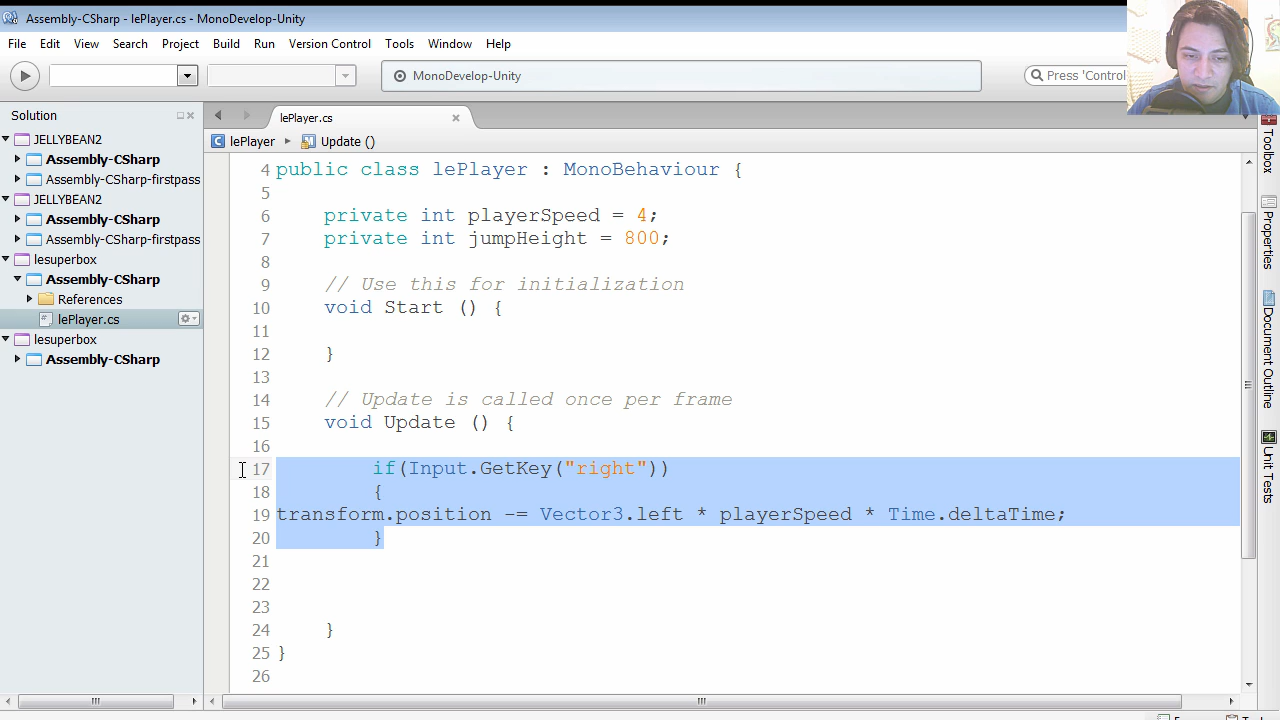 Assembly-CSharp - lePlayer.cs - MonoDevelop-Unity
File Edit View Search Project Build Run Version Control Tools Window Help
MonoDevelop-Unity
Press 'Control
Solution
JELLYBEAN2
Assembly-CSharp
Assembly-CSharp-firstpass
JELLYBEAN2
Assembly-CSharp
Assembly-CSharp-firstpass
lesuperbox
Assembly-CSharp
References
lePlayer.cs
lesuperbox
Assembly-CSharp
lePlayer.cs
lePlayer Update ()
4 public class lePlayer : MonoBehaviour {
5
6 private int playerSpeed = 4;
7 private int jumpHeight = 800;
8
9 // Use this for initialization
10 void Start () {
11
12 }
13
14 // Update is called once per frame
15 void Update () {
16
17 if(Input.GetKey("right"))
18 {
19 transform.position -= Vector3.left * playerSpeed * Time.deltaTime;
20 }
21
22
23
24 }
25 }
26
Toolbox
Properties
Document Outline
Unit Tests